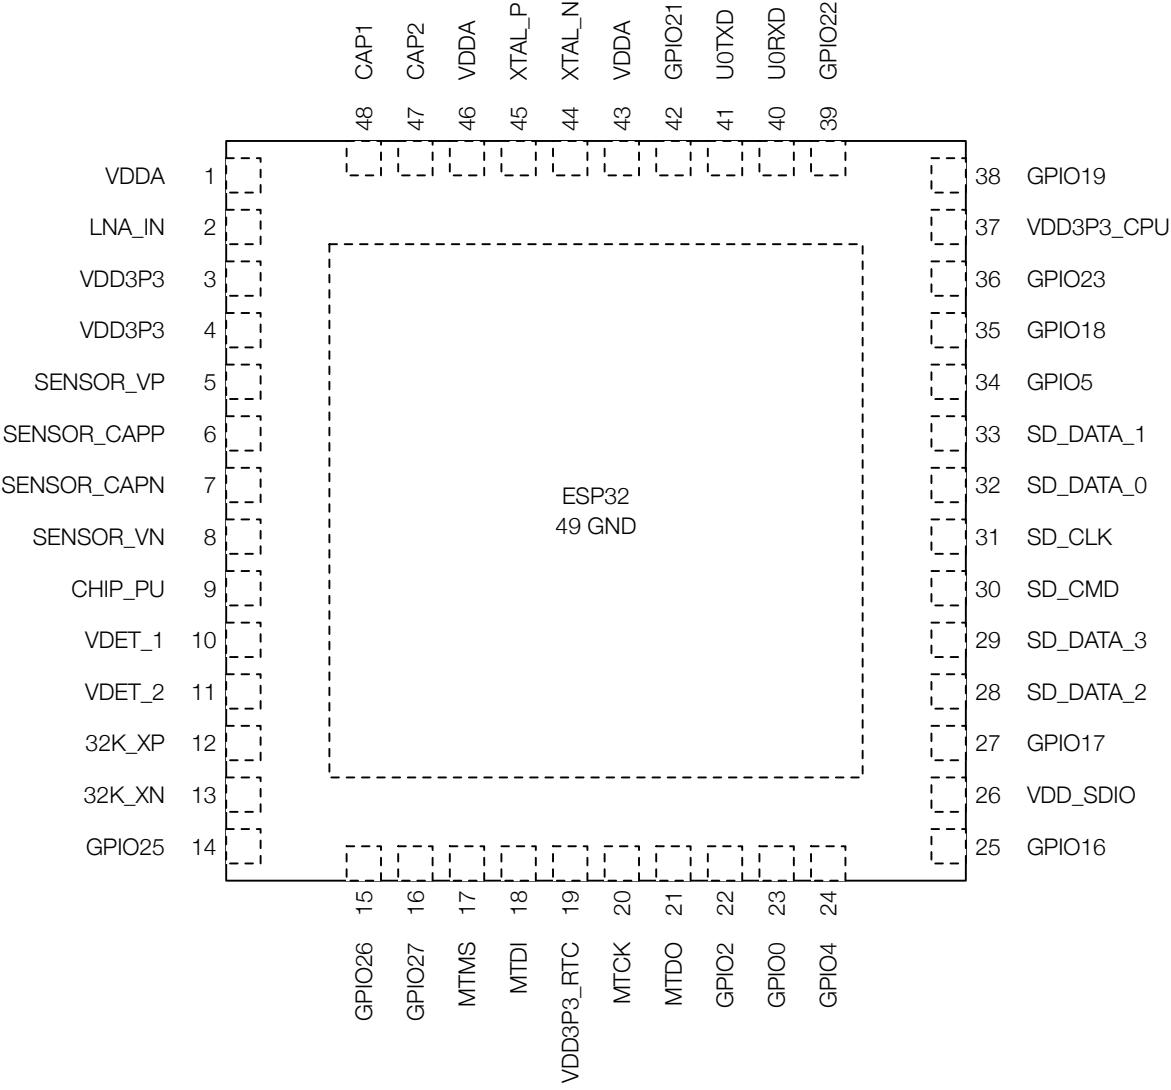 CAP1
CAP2
VDDA
XTAL_P
XTAL_N
VDDA
GPIO21
U0TXD
U0RXD
GPIO22
48
47
46
45
44
43
42
41
40
39
VDDA 1
LNA_IN 2
VDD3P3 3
VDD3P3 4
SENSOR_VP 5
SENSOR_CAPP 6
SENSOR_CAPN 7
SENSOR_VN 8
CHIP_PU 9
VDET_1 10
VDET_2 11
32K_XP 12
32K_XN 13
GPIO25 14
ESP32
49 GND
38 GPIO19
37 VDD3P3_CPU
36 GPIO23
35 GPIO18
34 GPIO5
33 SD_DATA_1
32 SD_DATA_0
31 SD_CLK
30 SD_CMD
29 SD_DATA_3
28 SD_DATA_2
27 GPIO17
26 VDD_SDIO
25 GPIO16
15
16
17
18
19
20
21
22
23
24
GPIO26
GPIO27
MTMS
MTDI
VDD3P3_RTC
MTCK
MTDO
GPIO2
GPIO0
GPIO4